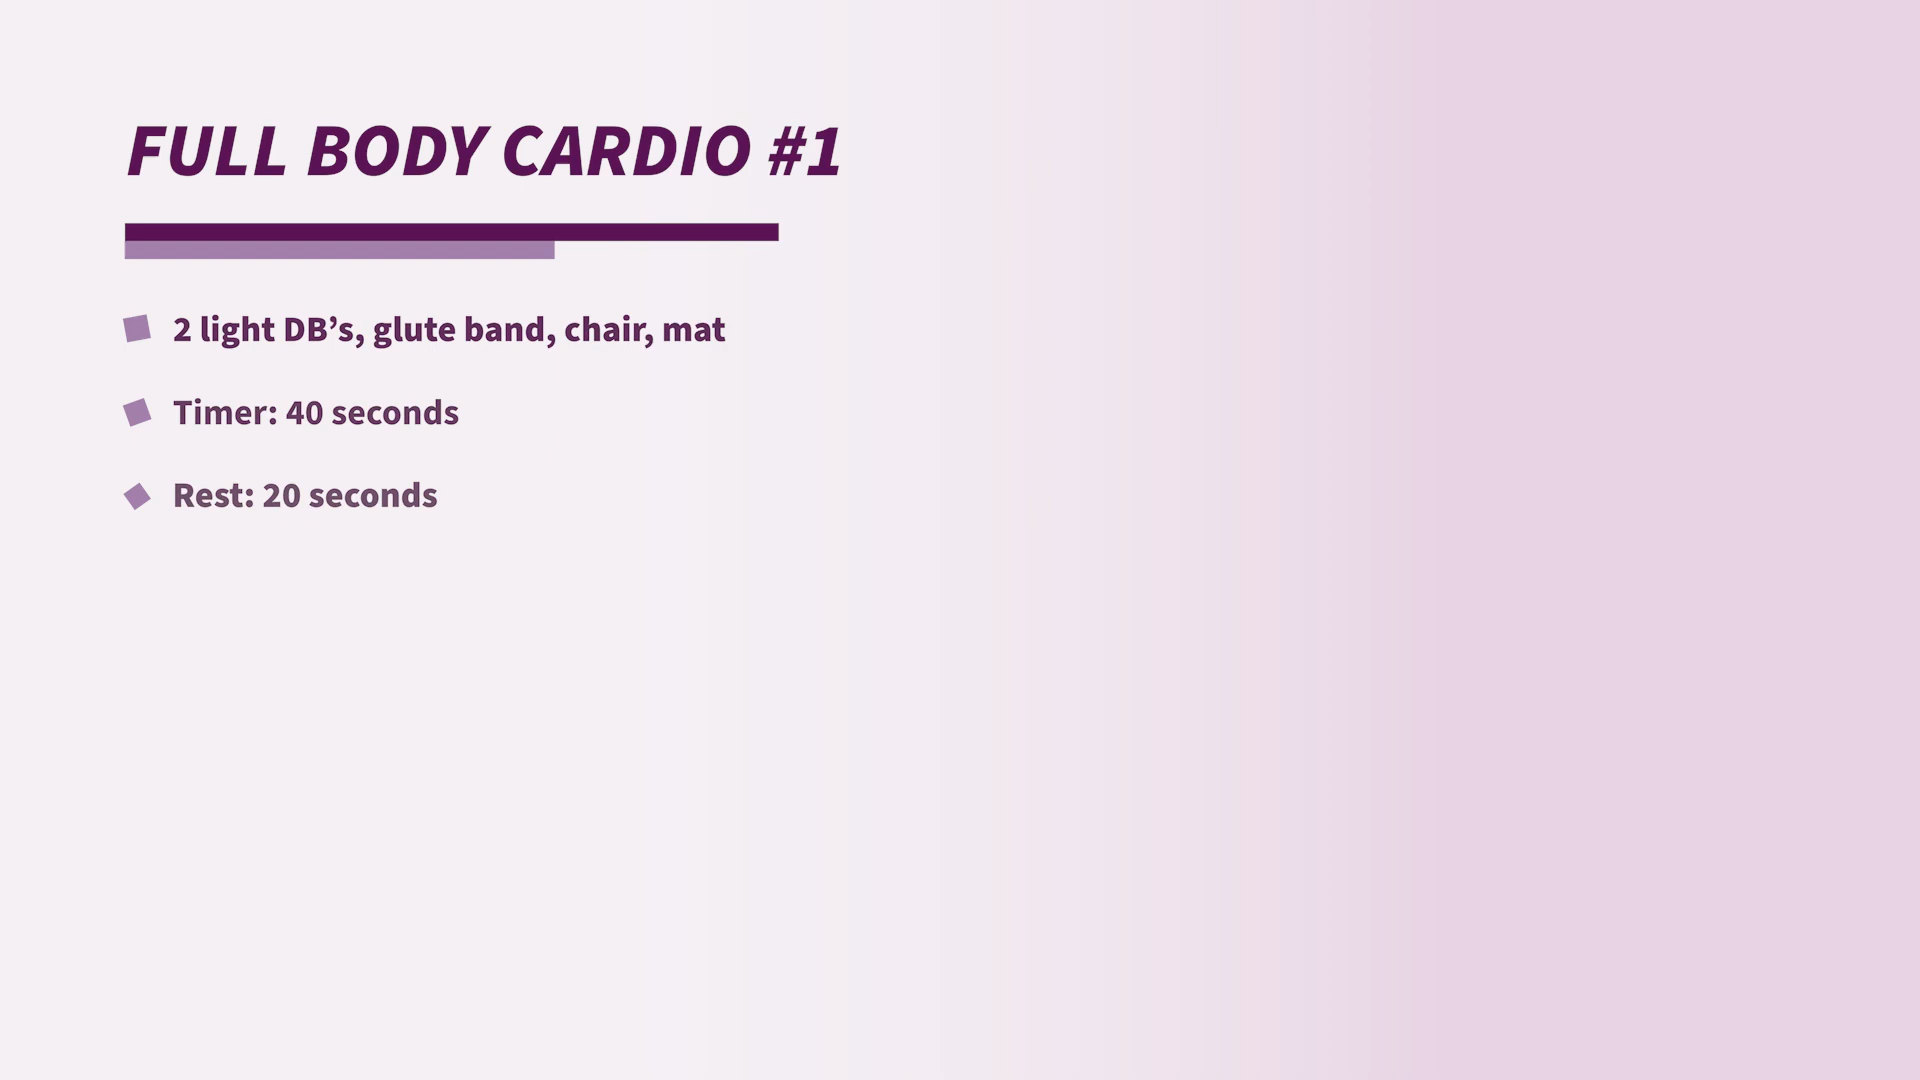 FULL BODY CARDIO #1
2 light DB’s, glute band, chair, mat
Timer: 40 seconds
Rest: 20 seconds